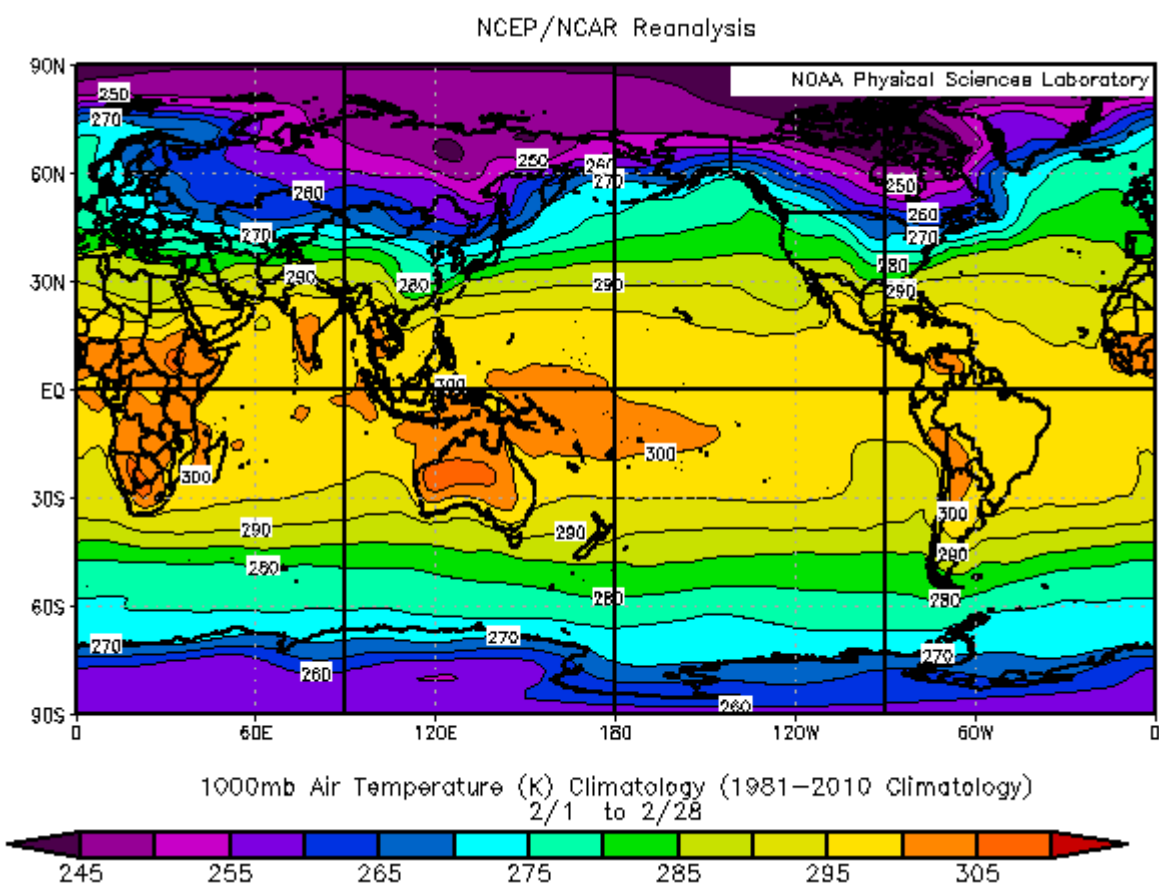 NCEP/NCAR Reanalysis
90N
NOAA Physical Sciences Laboratory
250
270
60N
250
260
270
250
260
260
270
270
30N
290
280
290
280
290
EQ
300
300
300
30S
300
290
290
290
280
280
280
60S
270
270
270
260
260
90S
0
60E
120E
180
120W
60W
0
1000mb Air Temperature (K) Climatology (1981-2010 Climatology)
2/1 to 2/28
245 255 265 275 285 295 305